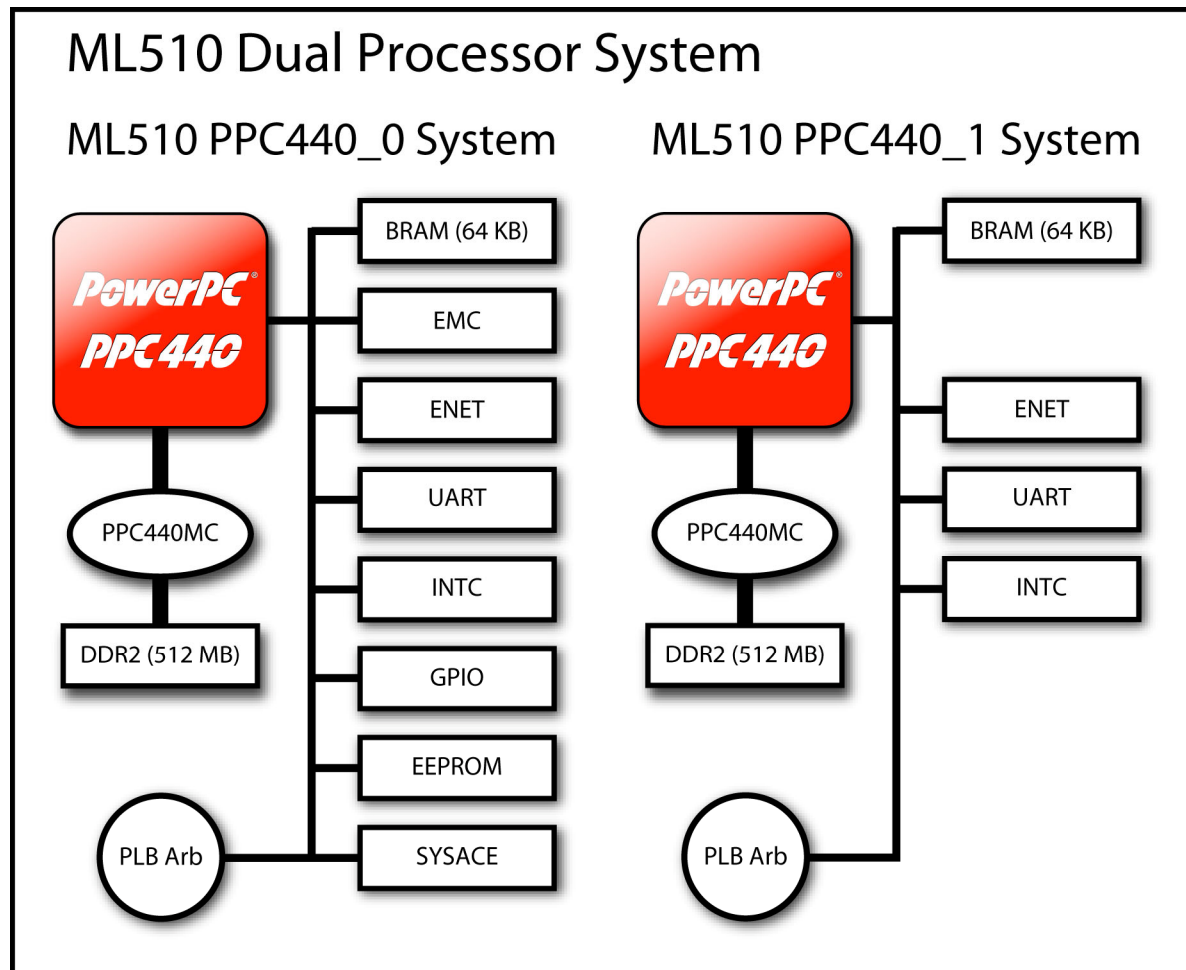 ML510 Dual Processor System
ML510 PPC440_0 System
PowerPC®
PPC440
PPC440MC
DDR2 (512 MB)
PLB Arb
BRAM (64 KB)
EMC
ENET
UART
INTC
GPIO
EEPROM
SYSACE
ML510 PPC440_1 System
PowerPC®
PPC440
PPC440MC
DDR2 (512 MB)
PLB Arb
BRAM (64 KB)
ENET
UART
INTC